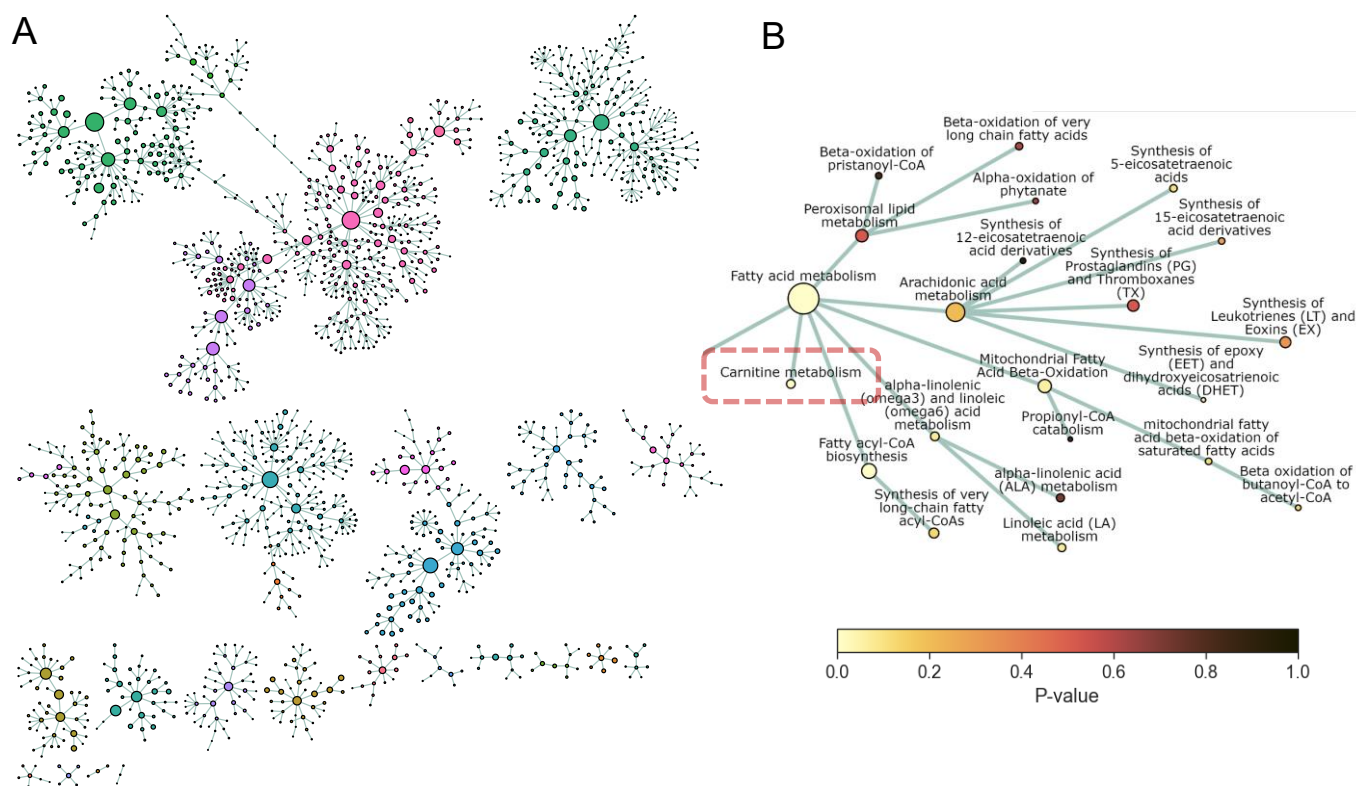 A
B
Beta-oxidation of very
long chain fatty acids
Beta-oxidation of
pristanoyl-CoA
Synthesis of
5-eicosatetraenoic
acids
Alpha-oxidation of
phytanate
Synthesis of
15-eicosatetraenoic
acid derivatives
Peroxisomal lipid
metabolism
Synthesis of
12-eicosatetraenoic
acid derivatives
Synthesis of
Prostaglandins (PG)
and Thromboxanes
(TX)
Fatty acid metabolism
Arachidonic acid
metabolism
Synthesis of
Leukotrienes (LT) and
Eoxins (EX)
Carnitine metabolism
Mitochondrial Fatty
Acid Beta-Oxidation
Synthesis of epoxy
(EET) and
dihydroxyeicosatrienoic
acids (DHET)
alpha-linolenic
(omega3) and linoleic
(omega6) acid
metabolism
Propionyl-CoA
catabolism
mitochondrial fatty
acid beta-oxidation of
saturated fatty acids
Fatty acyl-CoA
biosynthesis
alpha-linolenic acid
(ALA) metabolism
Beta oxidation of
butanoyl-CoA to
acetyl-CoA
Synthesis of very
long-chain fatty
acyl-CoAs
Linoleic acid (LA)
metabolism
0.0 0.2 0.4 0.6 0.8 1.0
P-value